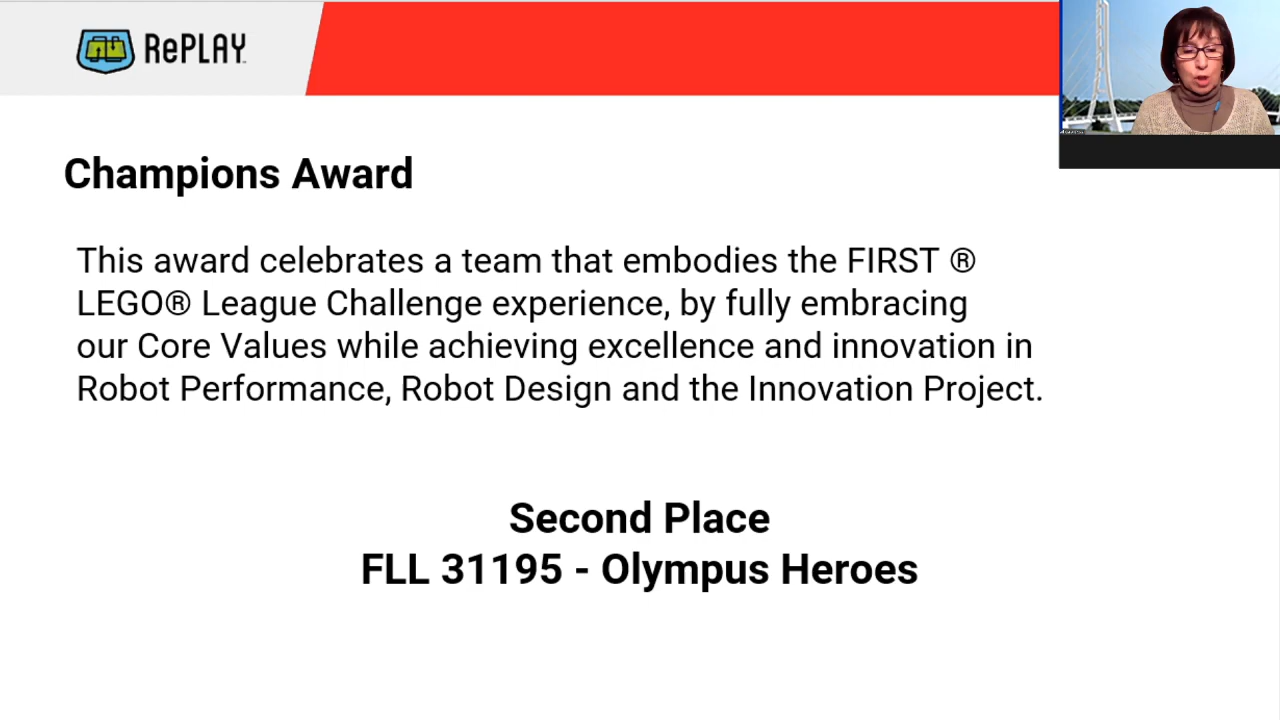 RePLAY
Champions Award
This award celebrates a team that embodies the FIRST ®
LEGO® League Challenge experience, by fully embracing
our Core Values while achieving excellence and innovation in
Robot Performance, Robot Design and the Innovation Project.
Second Place
FLL 31195 - Olympus Heroes